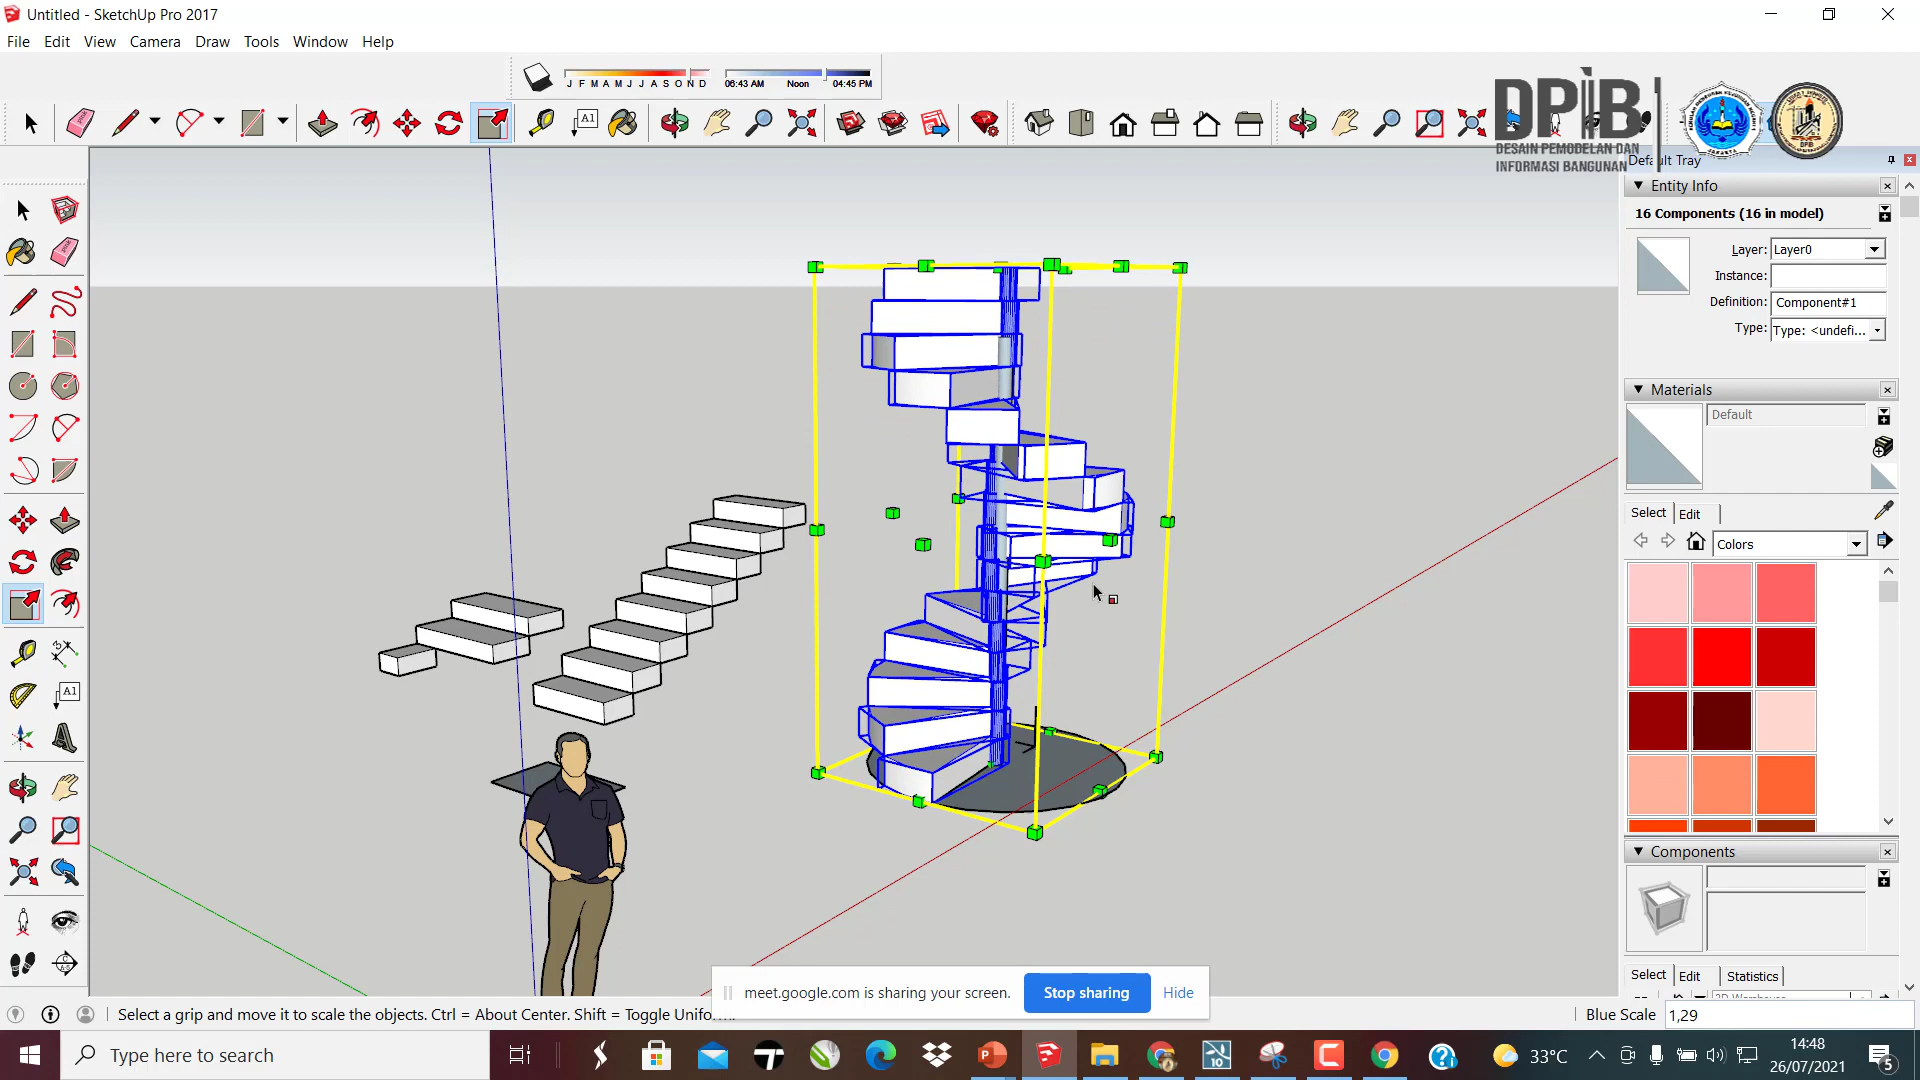 Untitled - SketchUp Pro 2017
File Edit View Camera Draw Tools Window Help
J F M A M J J A S O N D
06:43 AM Noon 04:45 PM
DPiB
DESAIN PEMODELAN DAN
INFORMASI BANGUNAN
Default Tray
Entity Info
16 Components (16 in model)
Layer: Layer0
Instance:
Definition: Component#1
Type: Type: <undefi...
Materials
Default
Select Edit
Colors
Components
Select Edit Statistics
meet.google.com is sharing your screen. Stop sharing Hide
Select a grip and move it to scale the objects. Ctrl = About Center. Shift = Toggle Uniform.
Blue Scale 1,29
Type here to search
10
33°C
14:48
26/07/2021
5